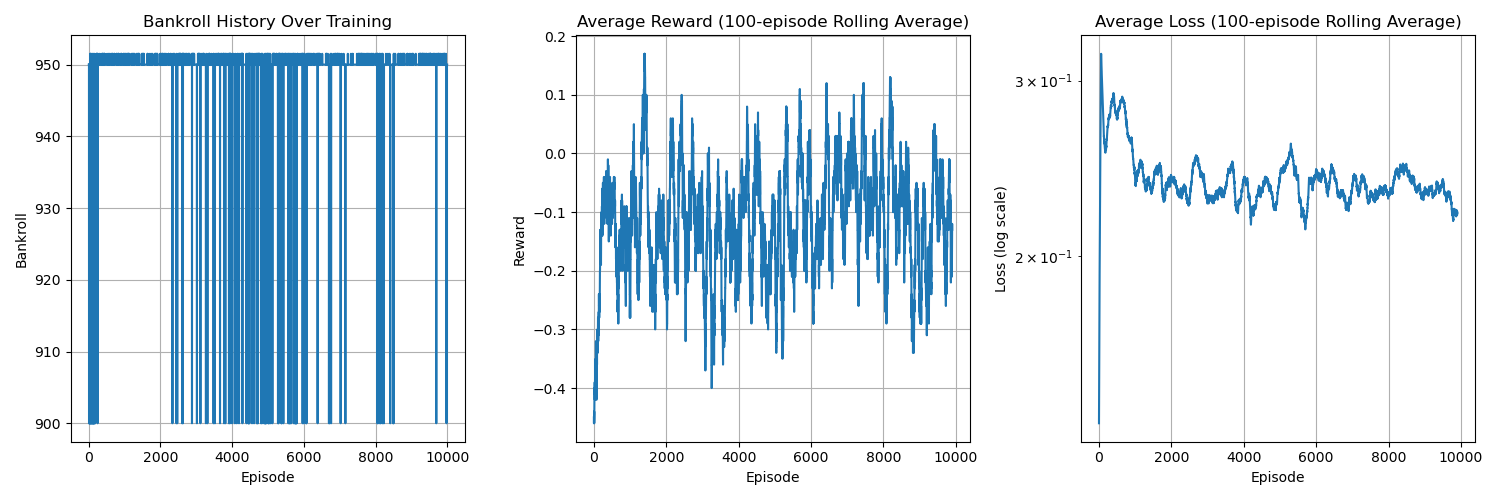 Bankroll History Over Training
950
940
930
920
910
900
Bankroll
0 2000 4000 6000 8000 10000
Episode
Average Reward (100-episode Rolling Average)
0.2
0.1
0.0
−0.1
−0.2
−0.3
−0.4
Reward
0 2000 4000 6000 8000 10000
Episode
Average Loss (100-episode Rolling Average)
3 × 10⁻¹
2 × 10⁻¹
Loss (log scale)
0 2000 4000 6000 8000 10000
Episode